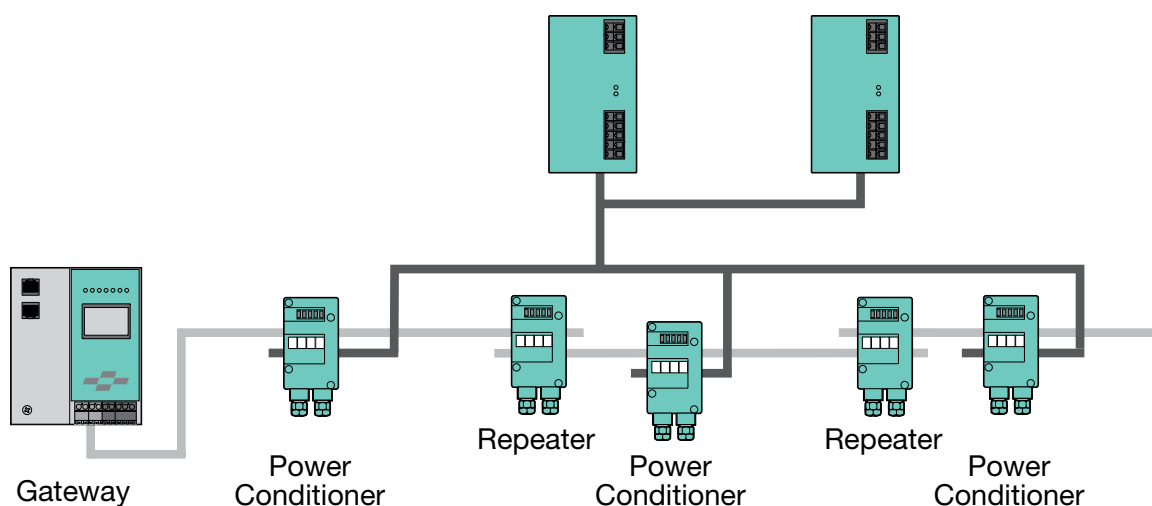 Gateway
Power
Conditioner
Repeater
Power
Conditioner
Repeater
Power
Conditioner